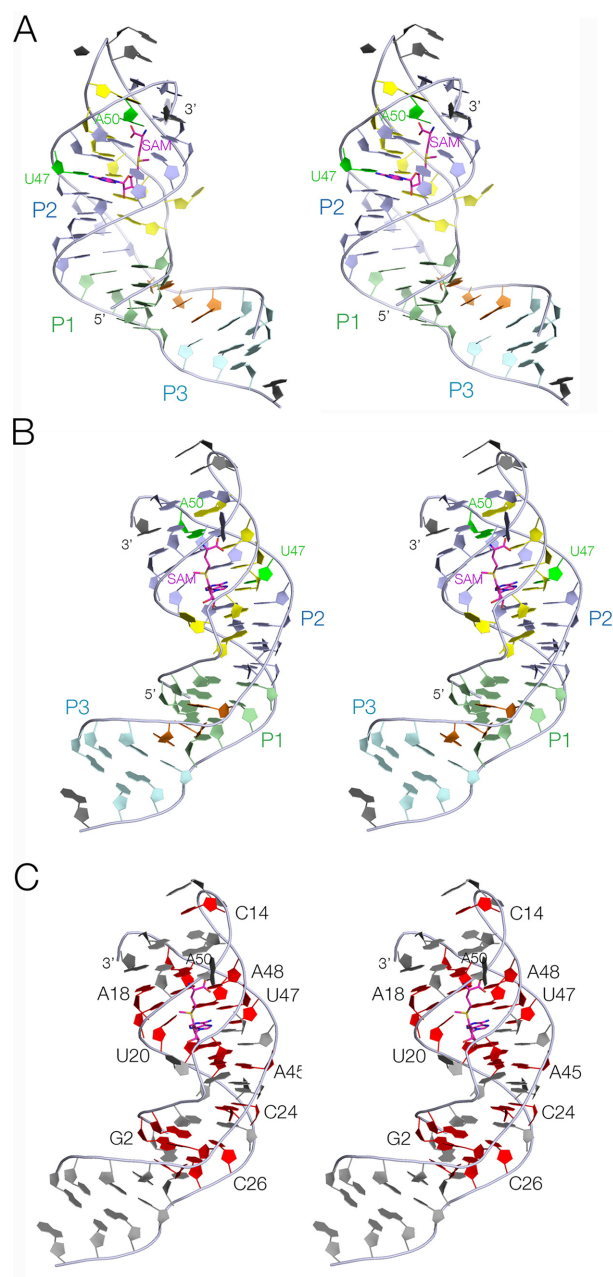 A
A50
3'
SAM
U47
P2
5'
P1
P3
A50
3'
SAM
U47
P2
5'
P1
P3
B
A50
3'
U47
SAM
P2
5'
P3
P1
A50
3'
U47
SAM
P2
5'
P3
P1
C
C14
3'
A50
A48
A18
U47
U20
A45
C24
G2
C26
C14
3'
A50
A48
A18
U47
U20
A45
C24
G2
C26